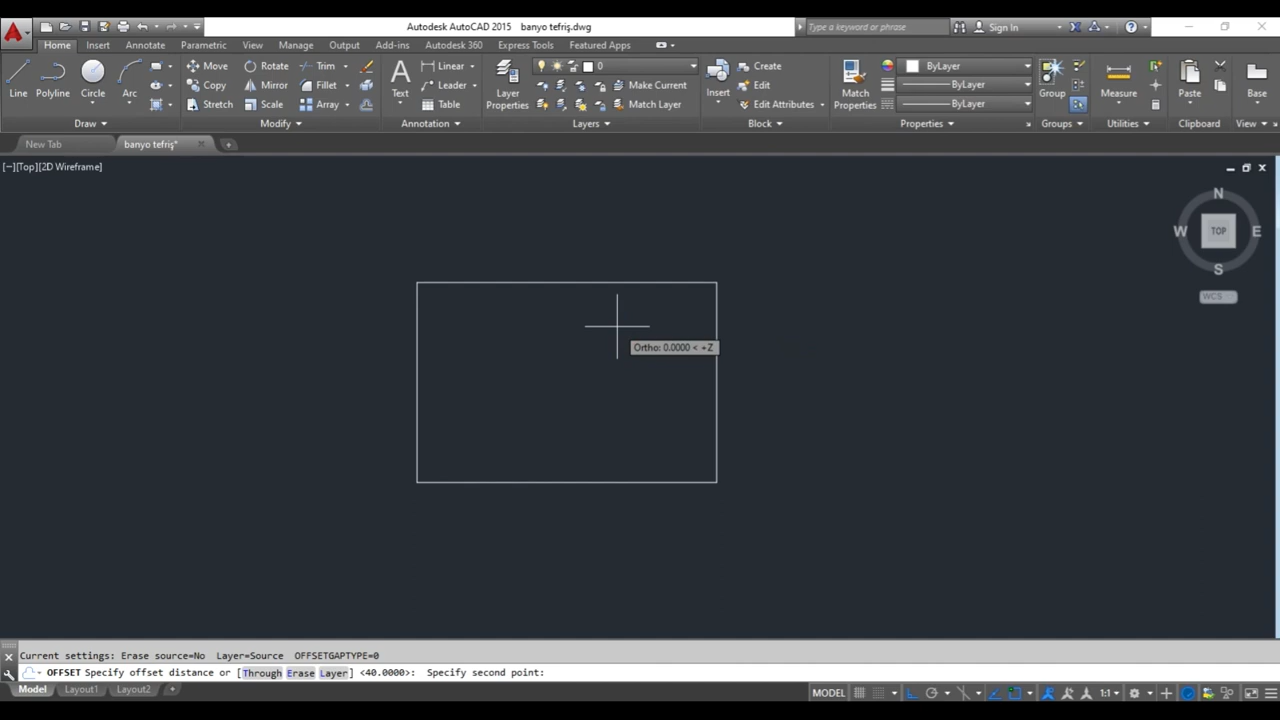 Autodesk AutoCAD 2015 banyo tefriş.dwg
Type a keyword or phrase
Sign In
Home Insert Annotate Parametric View Manage Output Add-ins Autodesk 360 Express Tools Featured Apps
Line
Polyline
Circle
Arc
Draw
Move
Rotate
Trim
Copy
Mirror
Fillet
Stretch
Scale
Array
Modify
Text
Linear
Leader
Table
Annotation
Layer
Properties
0
Make Current
Match Layer
Layers
Insert
Create
Edit
Edit Attributes
Block
Match
Properties
ByLayer
ByLayer
ByLayer
Properties
Group
Groups
Measure
Utilities
Paste
Clipboard
Base
View
New Tab
banyo tefriş*
[−][Top][2D Wireframe]
N
W
TOP
E
S
WCS
Ortho: 0.0000 < +Z
Current settings: Erase source=No Layer=Source OFFSETGAPTYPE=0
OFFSET Specify offset distance or [Through Erase Layer] <40.0000>: Specify second point:
Model Layout1 Layout2
MODEL
1:1